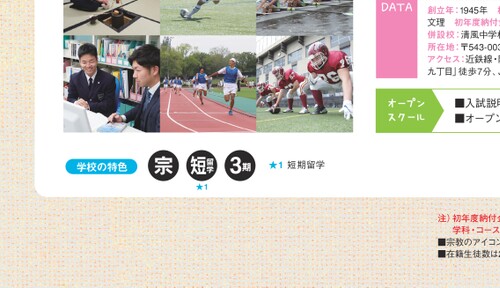 DATA
創立年：1945年
文理 初年度納付金
併設校：清風中学校
所在地：〒543-003
アクセス：近鉄線・
九丁目」徒歩7分、
オープン
スクール
■入試説
■オープン
学校の特色
宗 短留学 3期
★1 短期留学
★1
注）初年度納付
学科・コース
■宗教のアイコン
■在籍生徒数は